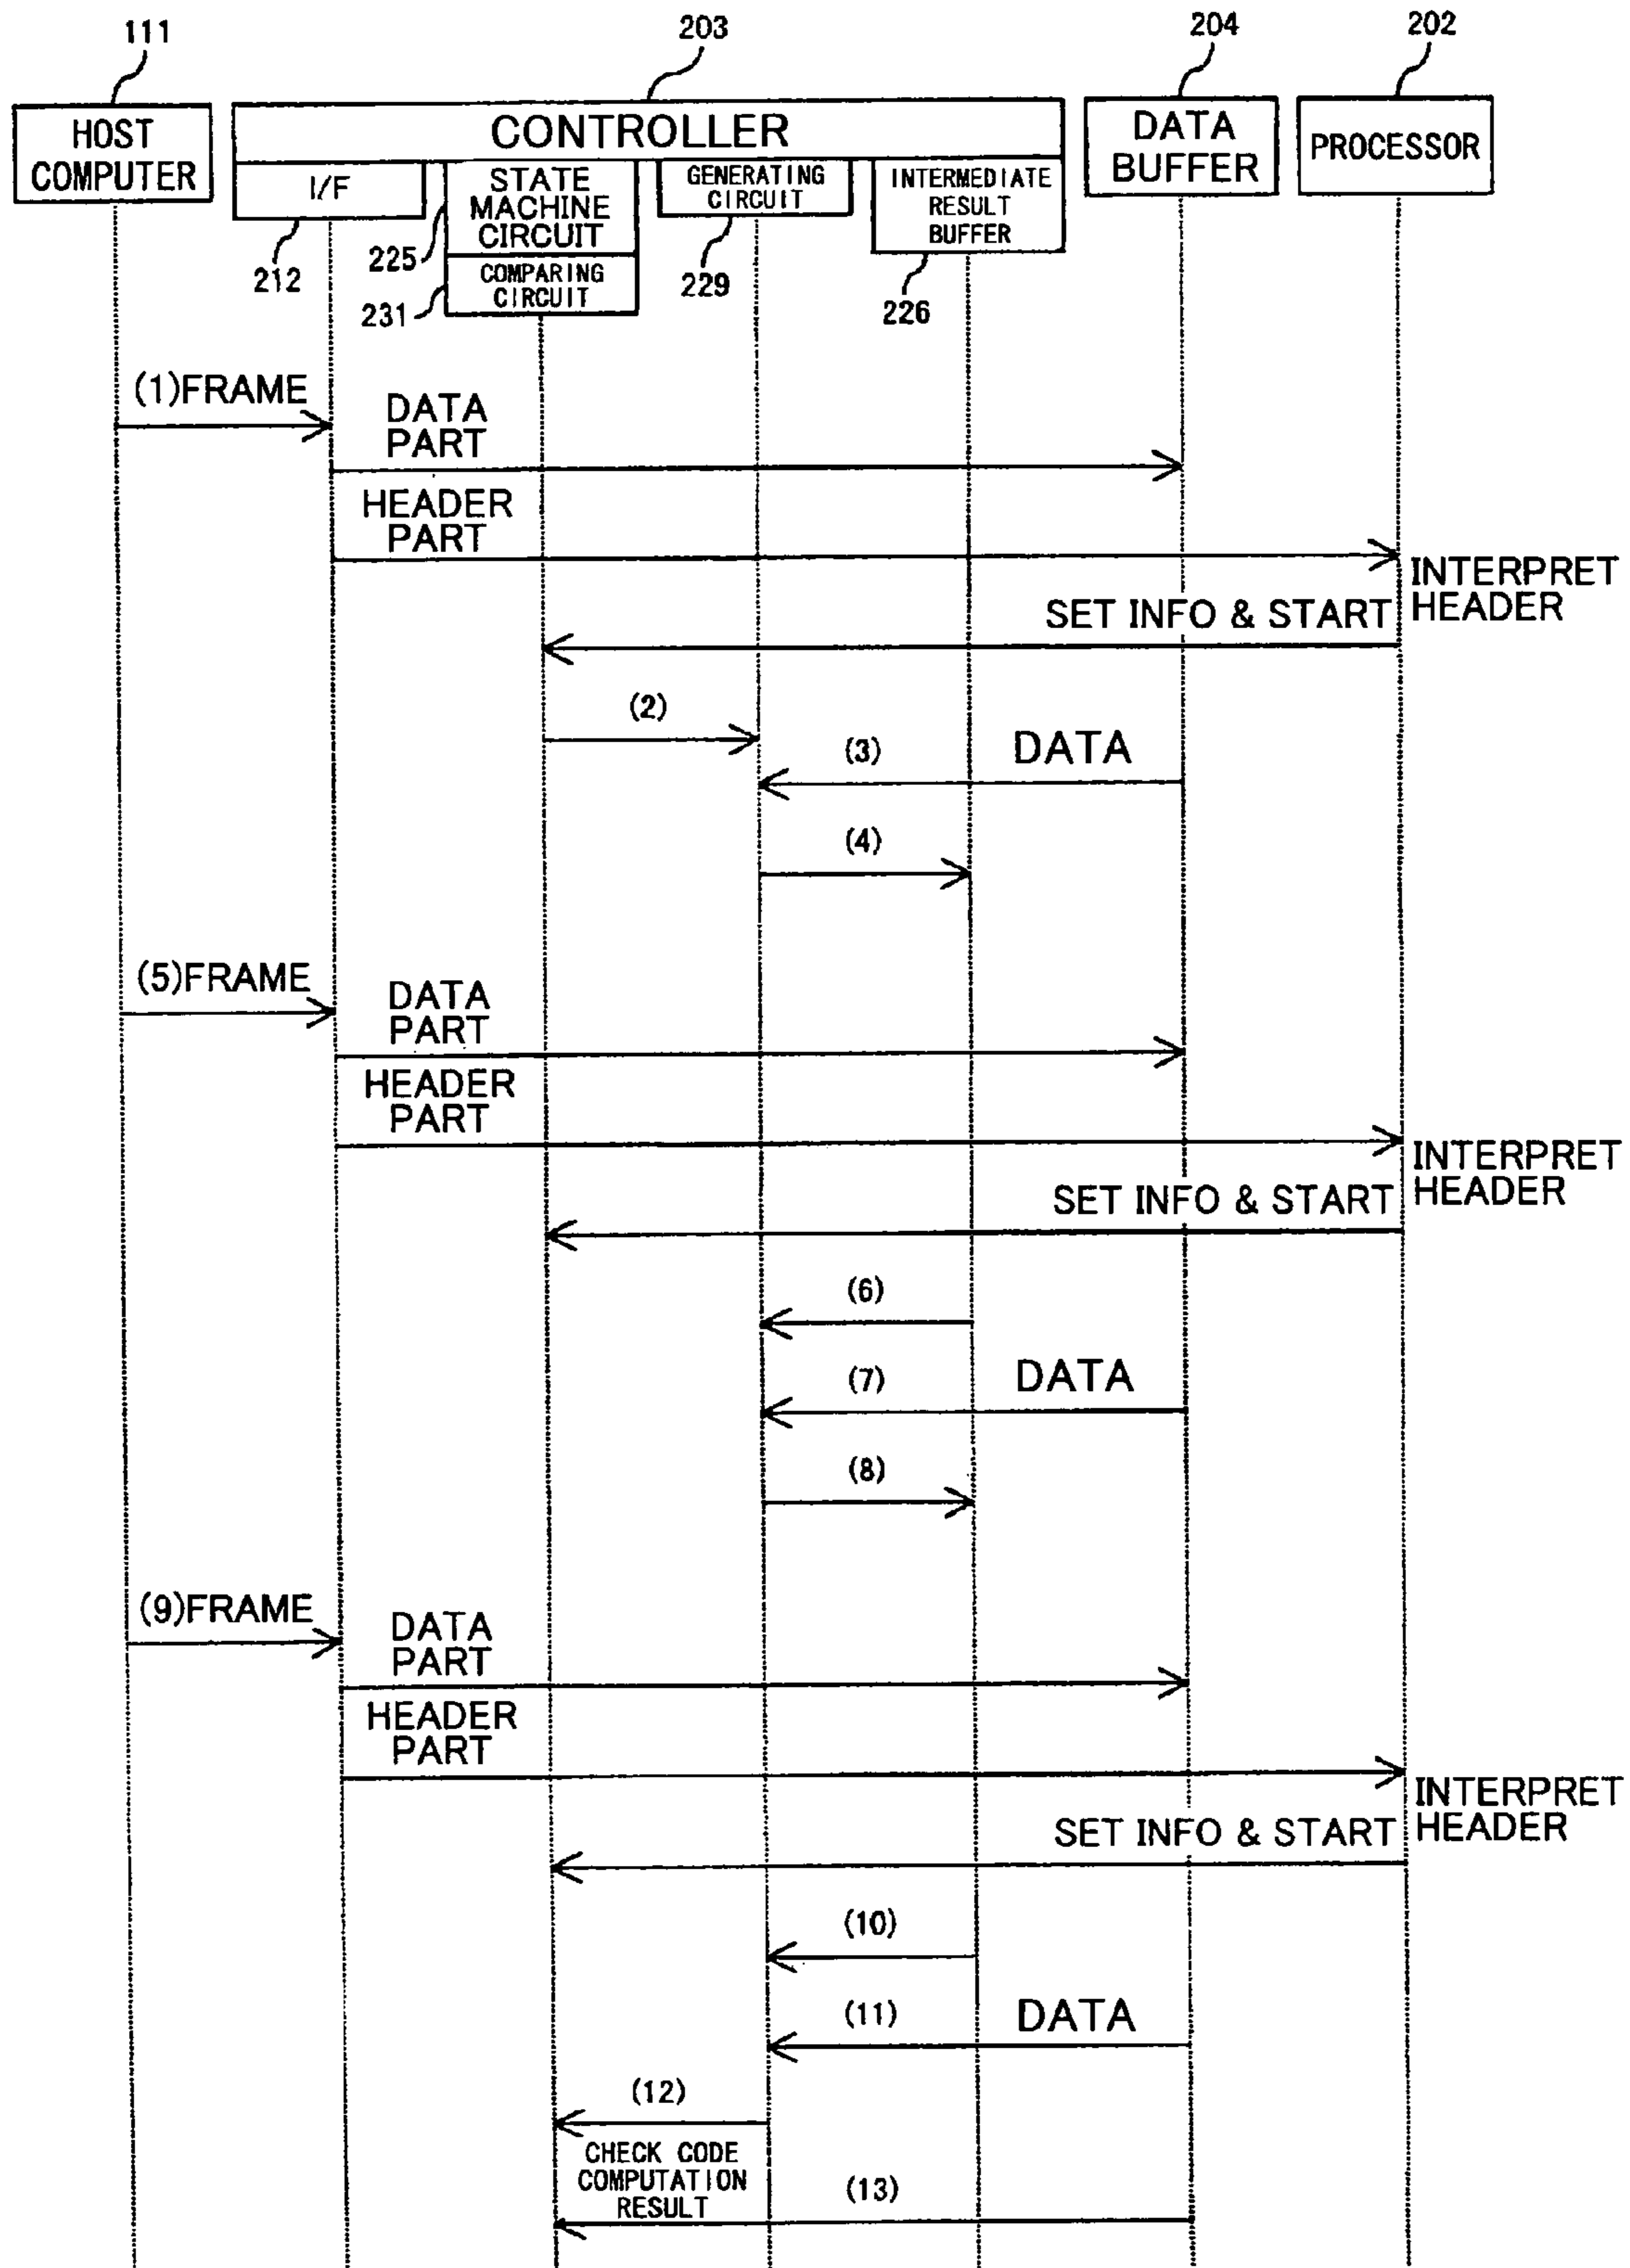 111
203
204
202
HOST
COMPUTER
CONTROLLER
DATA
BUFFER
PROCESSOR
I/F
STATE
MACHINE
CIRCUIT
GENERATING
CIRCUIT
INTERMEDIATE
RESULT
BUFFER
212
225
COMPARING
CIRCUIT
231
229
226
(1)FRAME
DATA
PART
HEADER
PART
INTERPRET
HEADER
SET INFO & START
(2)
(3)
DATA
(4)
(5)FRAME
DATA
PART
HEADER
PART
INTERPRET
HEADER
SET INFO & START
(6)
(7)
DATA
(8)
(9)FRAME
DATA
PART
HEADER
PART
INTERPRET
HEADER
SET INFO & START
(10)
(11)
DATA
(12)
CHECK CODE
COMPUTATION
RESULT
(13)